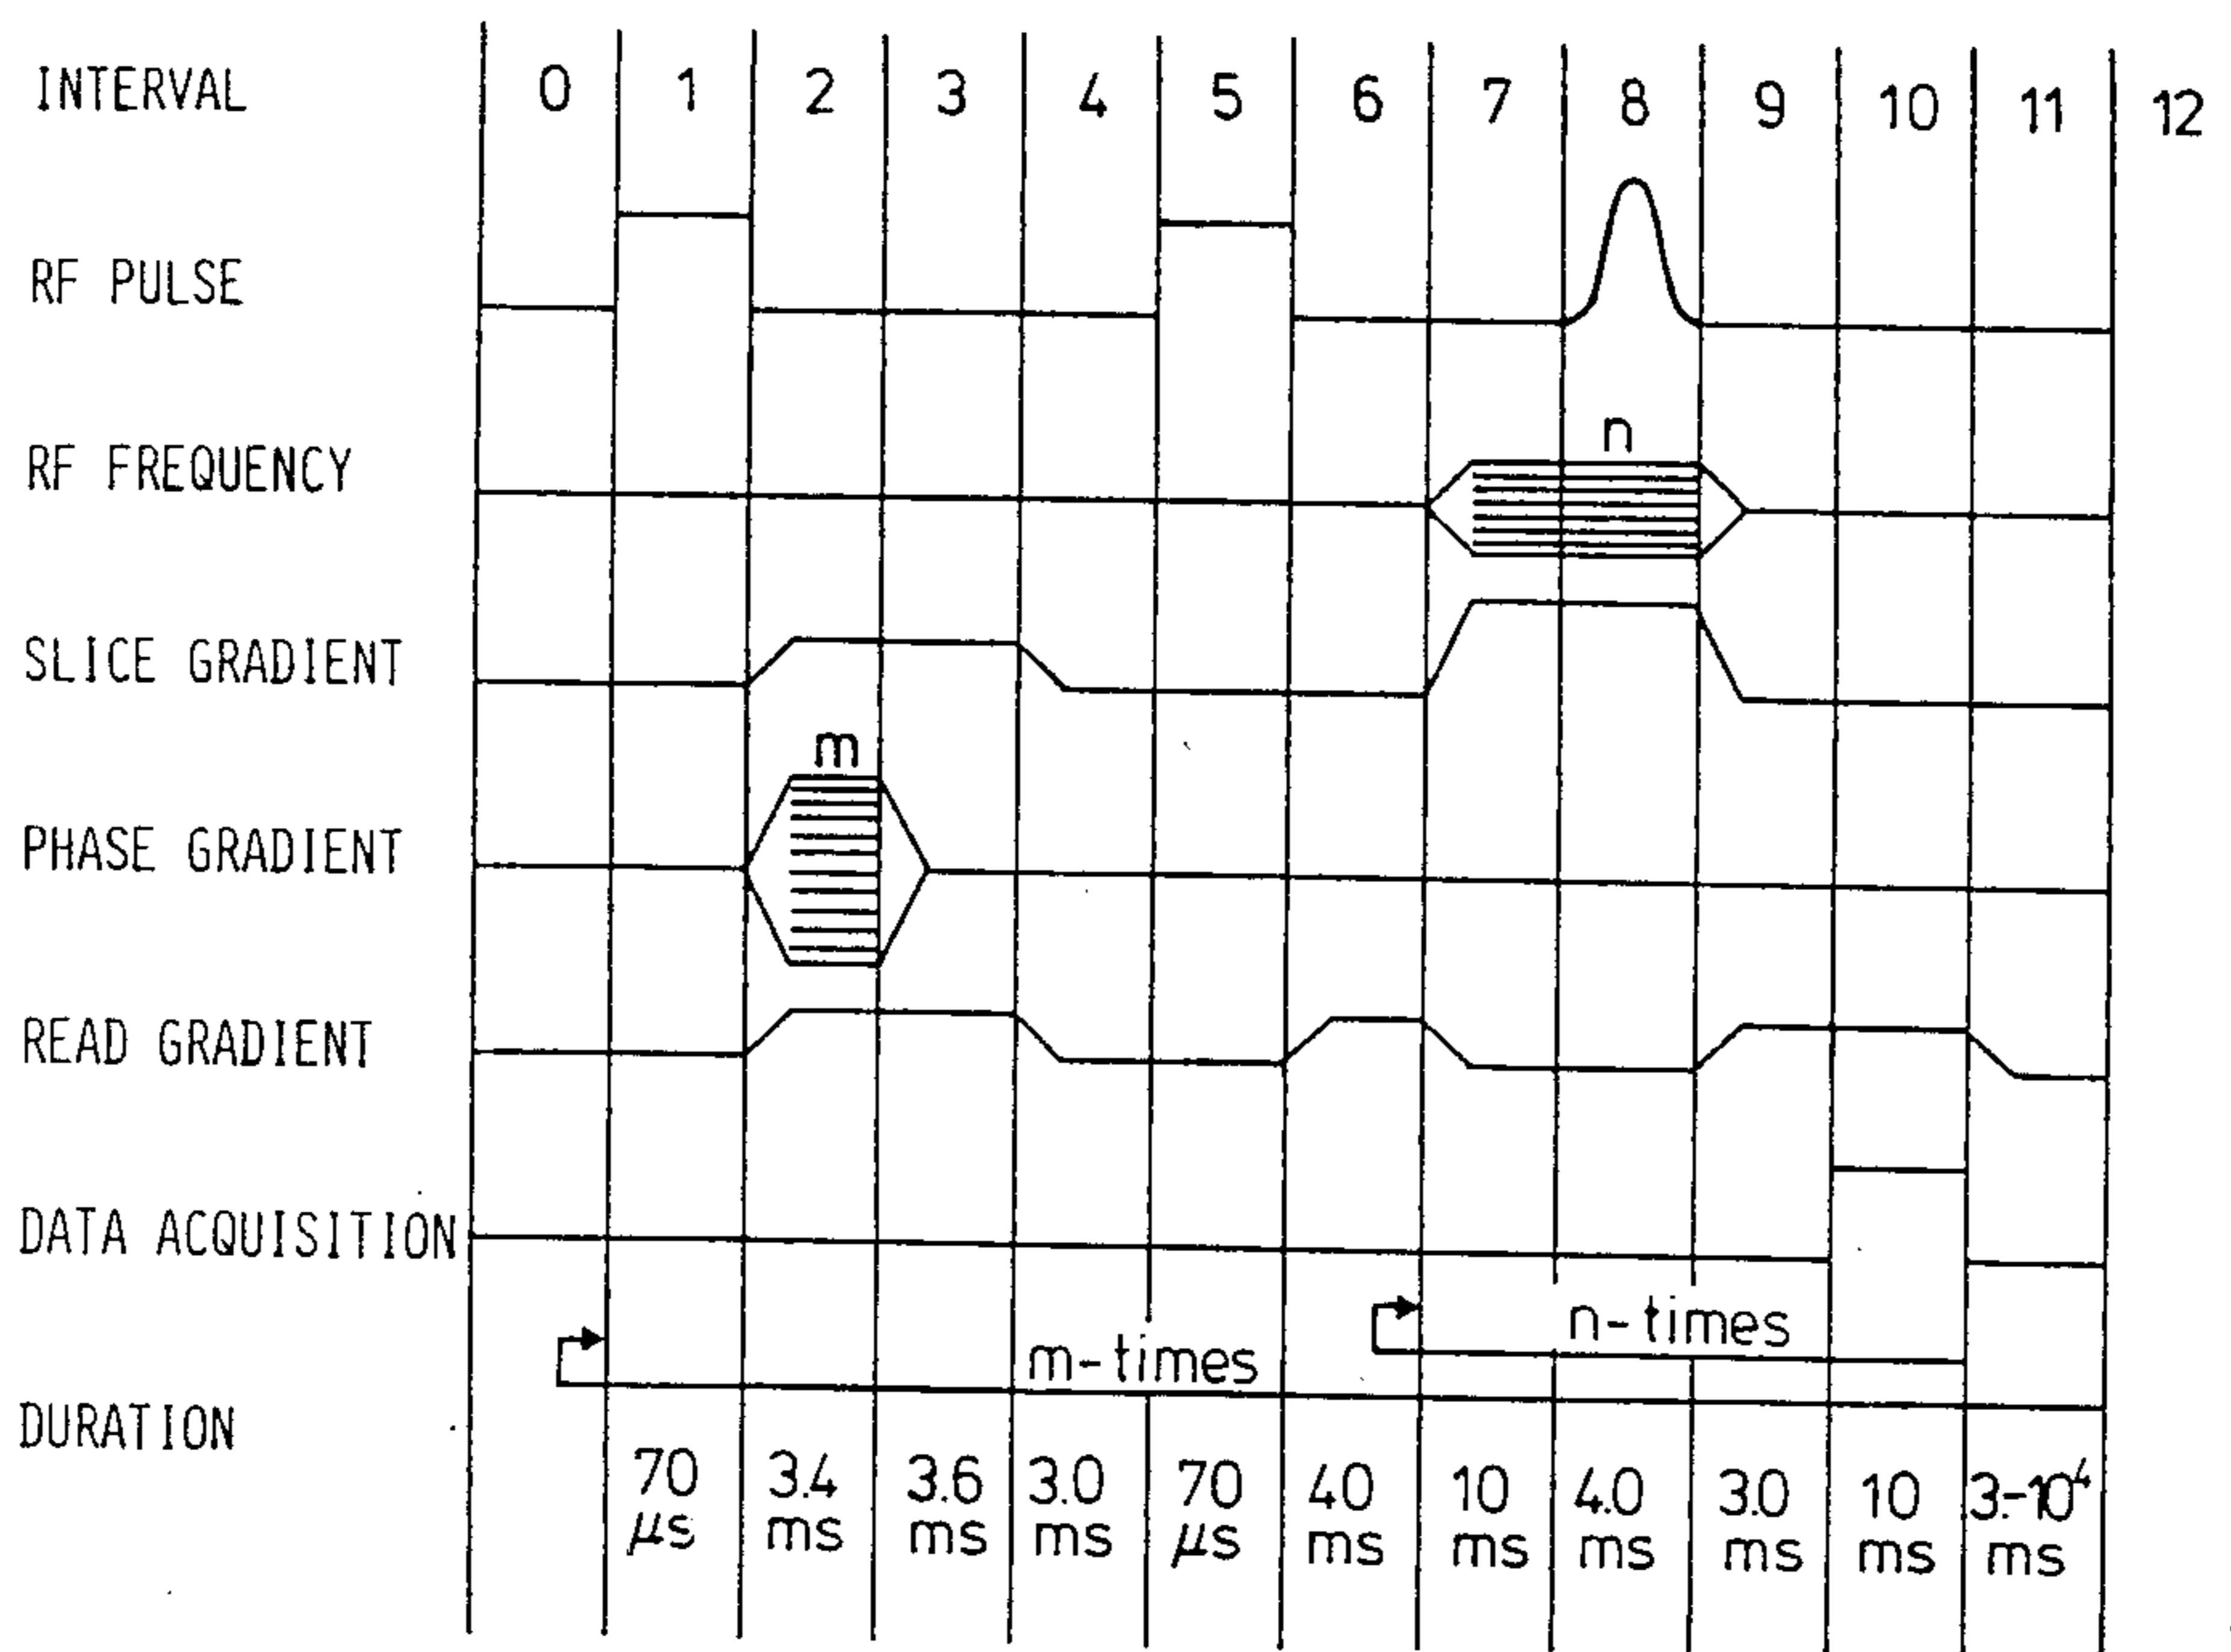 INTERVAL 0 1 2 3 4 5 6 7 8 9 10 11 12
RF PULSE
RF FREQUENCY n
SLICE GRADIENT
m
PHASE GRADIENT
READ GRADIENT
DATA ACQUISITION
n-times
m-times
DURATION
70 µs 3.4 ms 3.6 ms 3.0 ms 70 µs 40 ms 10 ms 4.0 ms 3.0 ms 10 ms 3-10⁴ ms